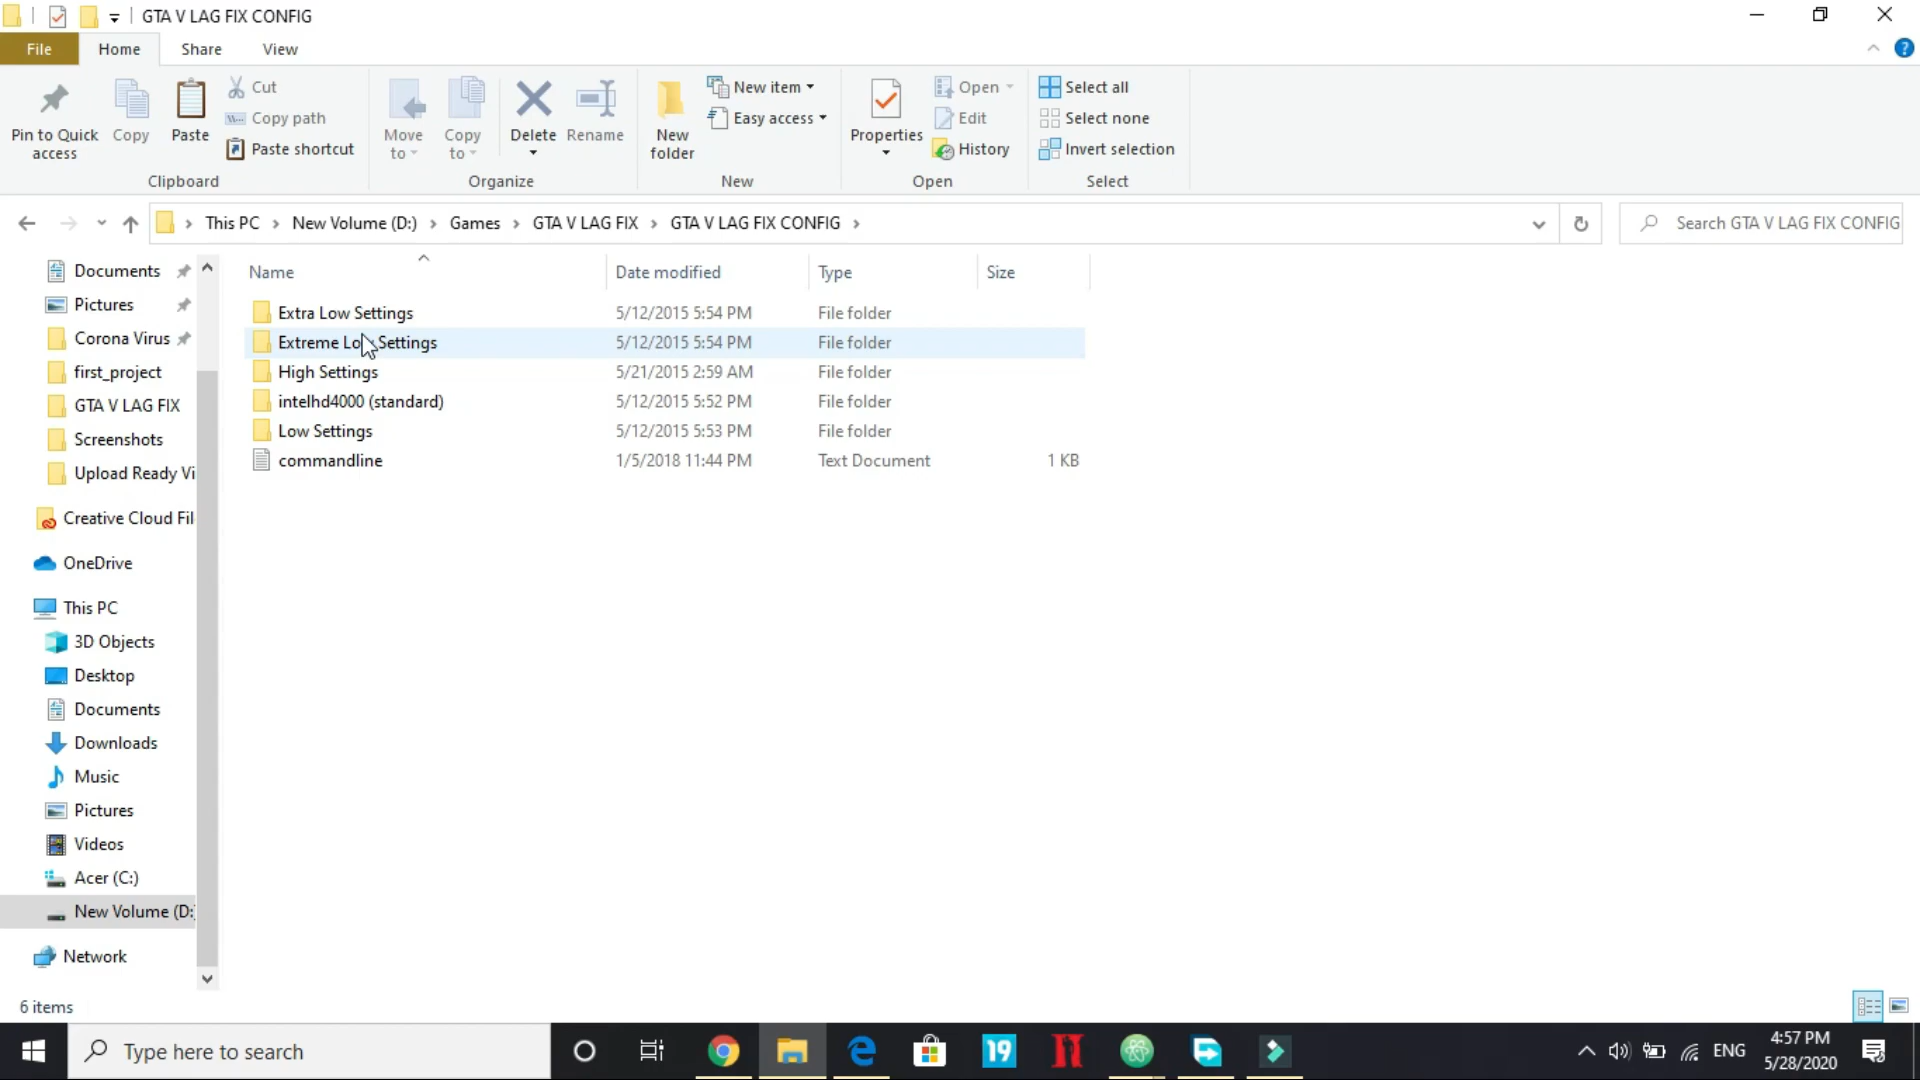 GTA V LAG FIX CONFIG
File Home Share View
Pin to Quick access
Copy
Paste
Cut
Copy path
Paste shortcut
Clipboard
Move to
Copy to
Delete
Rename
Organize
New folder
New item
Easy access
New
Properties
Open
Edit
History
Open
Select all
Select none
Invert selection
Select
This PC New Volume (D:) Games GTA V LAG FIX GTA V LAG FIX CONFIG
Search GTA V LAG FIX CONFIG
Documents
Pictures
Corona Virus
first_project
GTA V LAG FIX
Screenshots
Upload Ready Vi
Creative Cloud Fil
OneDrive
This PC
3D Objects
Desktop
Documents
Downloads
Music
Pictures
Videos
Acer (C:)
New Volume (D:
Network
Name Date modified Type Size
Extra Low Settings 5/12/2015 5:54 PM File folder
Extreme Low Settings 5/12/2015 5:54 PM File folder
High Settings 5/21/2015 2:59 AM File folder
intelhd4000 (standard) 5/12/2015 5:52 PM File folder
Low Settings 5/12/2015 5:53 PM File folder
commandline 1/5/2018 11:44 PM Text Document 1 KB
6 items
Type here to search
19
ENG
4:57 PM
5/28/2020